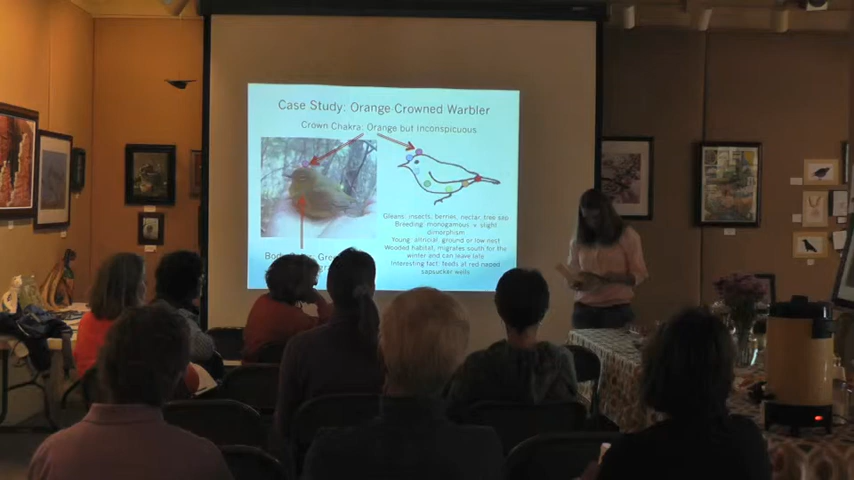 Case Study: Orange Crowned Warbler
Crown Chakra: Orange but Inconspicuous
Gleans: insects, berries, nectar, tree sap
Breeding: monogamous v slight
dimorphism
Young: altricial, ground or low nest
Wooded habitat, migrates south for the
winter and can leave late
Interesting fact: feeds at red naped
sapsucker wells